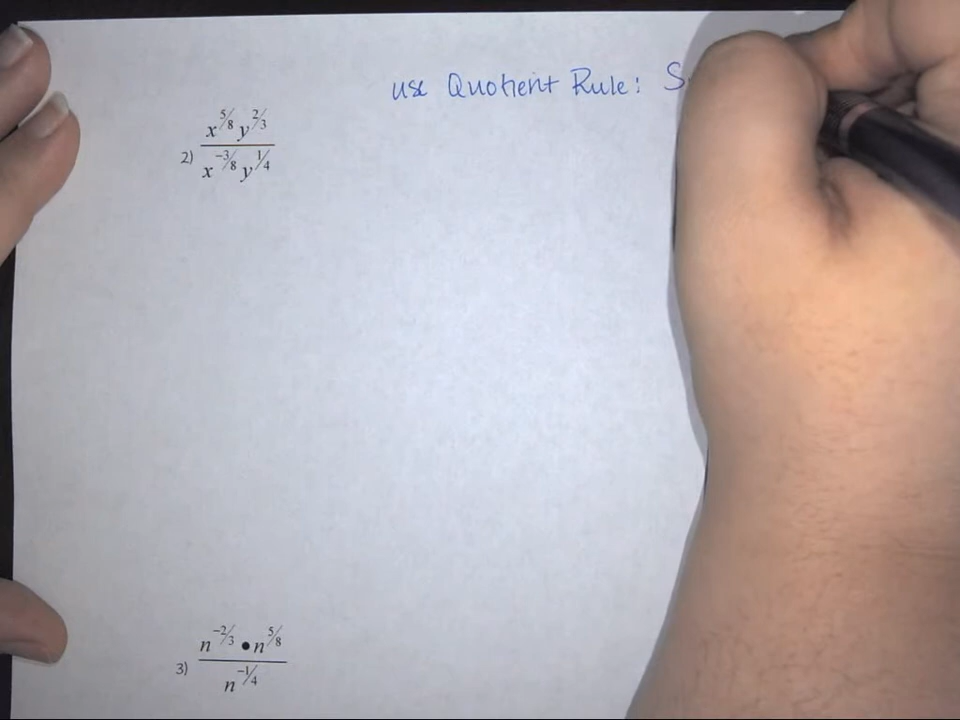 use Quotient Rule: S
2) x^5/8 y^2/3
x^-3/8 y^1/4
3) n^-2/3 • n^5/8
n^-1/4